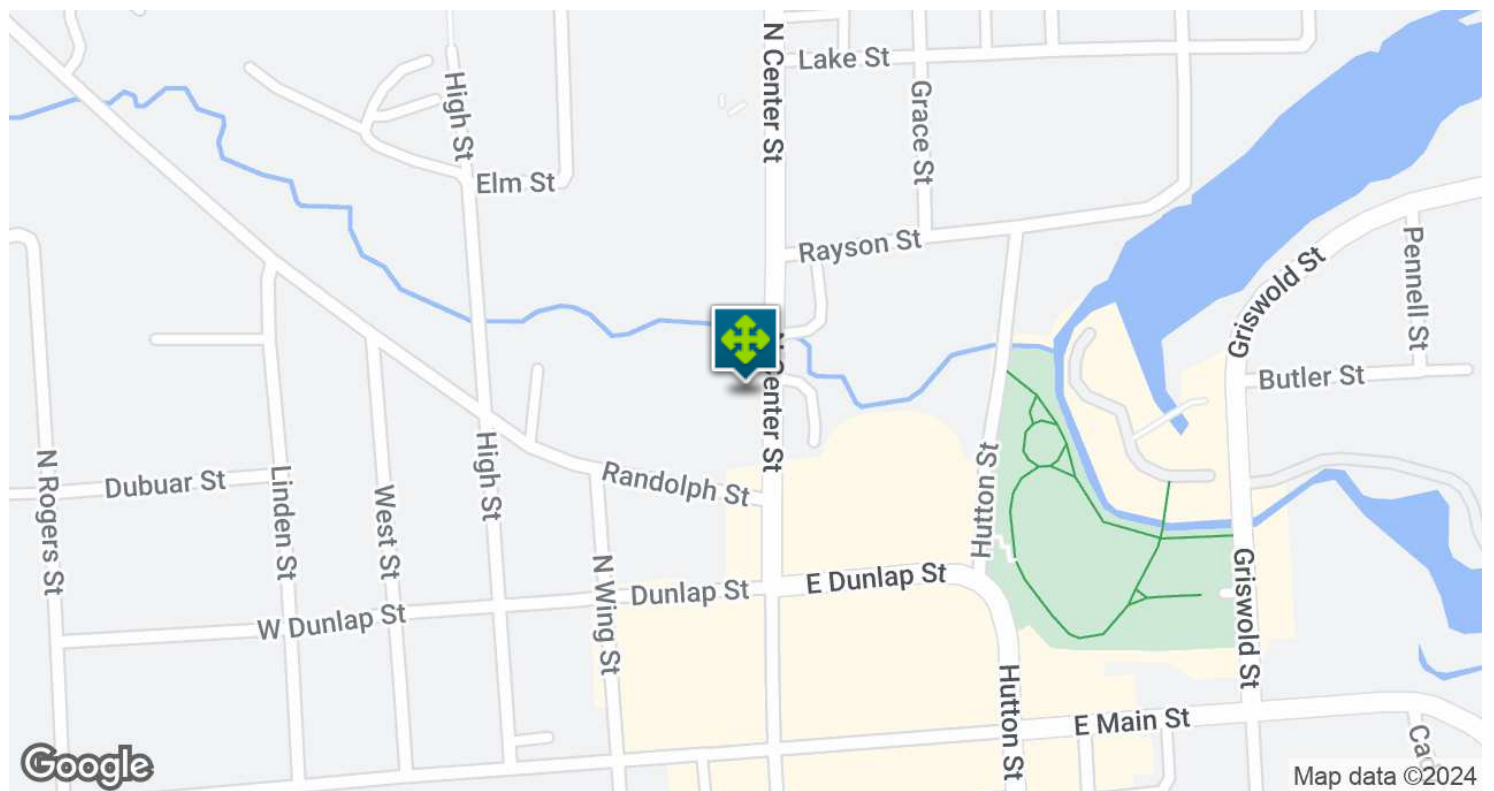 N Center St
Lake St
High St
Grace St
Elm St
Rayson St
Pennell St
Griswold St
N Center St
Butler St
High St
N Rogers St
Dubuar St
Linden St
West St
Randolph St
Hutton St
N Wing St
Dunlap St
E Dunlap St
W Dunlap St
Griswold St
Hutton St
E Main St
Cad
Google
Map data ©2024